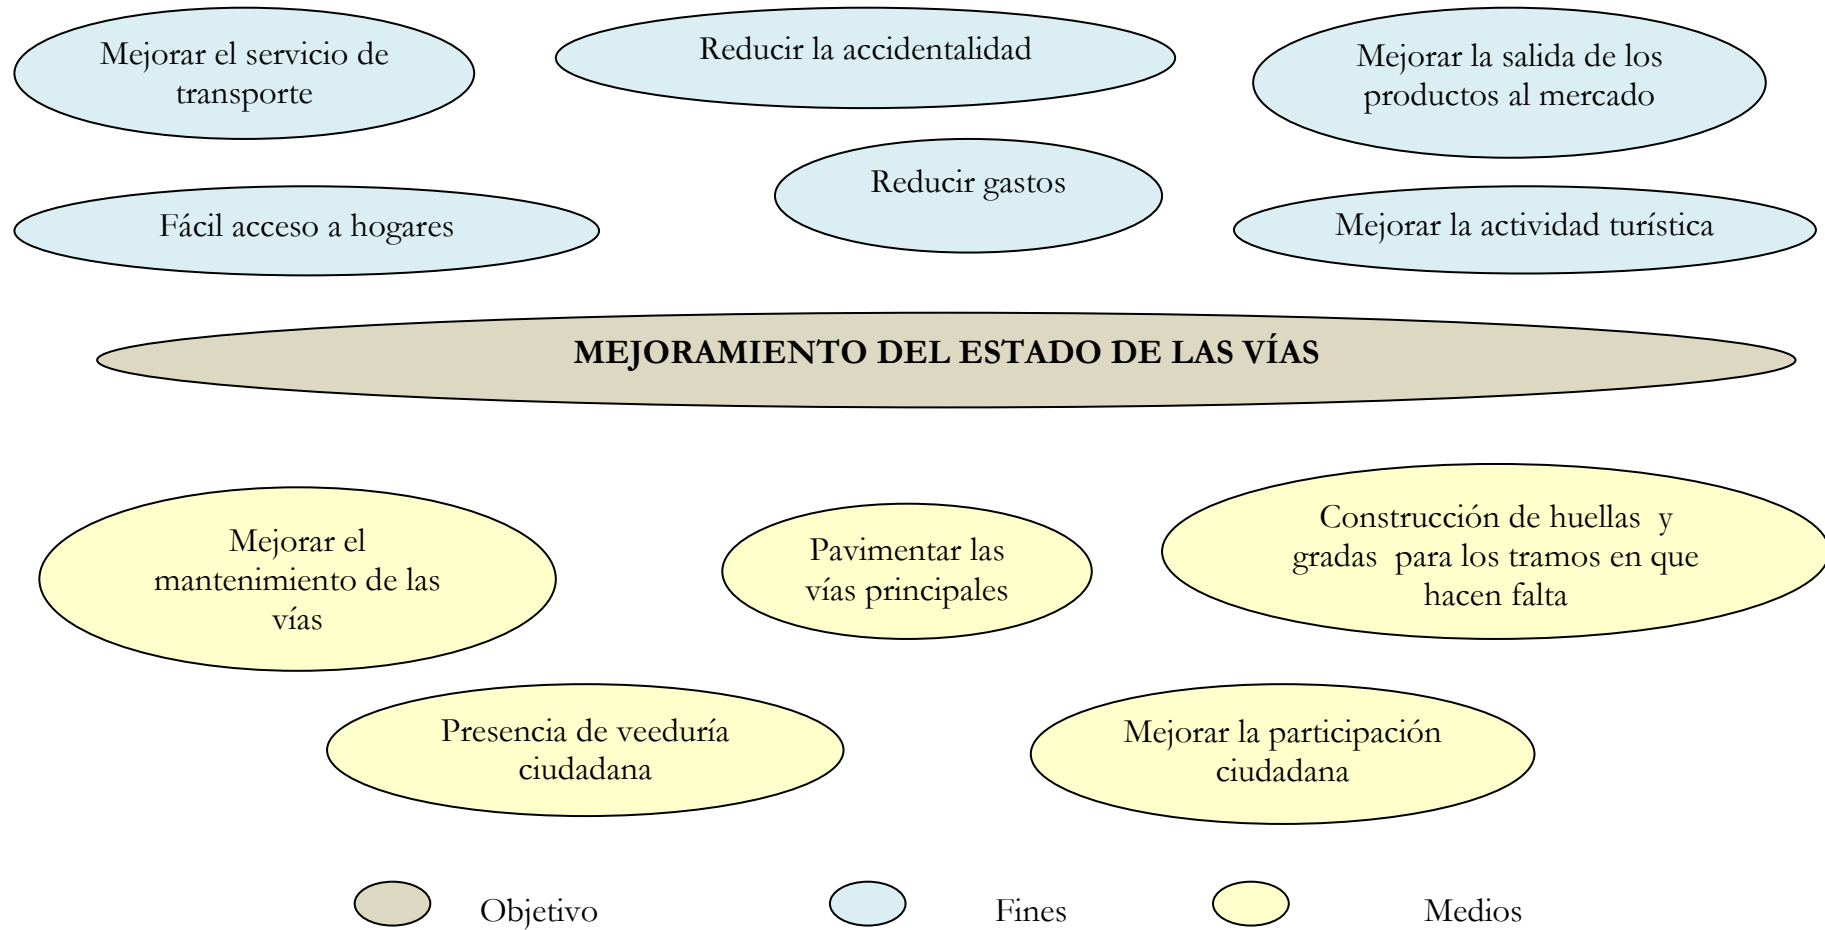 Mejorar el servicio de
transporte
Reducir la accidentalidad
Mejorar la salida de los
productos al mercado
Fácil acceso a hogares
Reducir gastos
Mejorar la actividad turística
MEJORAMIENTO DEL ESTADO DE LAS VÍAS
Mejorar el
mantenimiento de las
vías
Pavimentar las
vías principales
Construcción de huellas y
gradas para los tramos en que
hacen falta
Presencia de veeduría
ciudadana
Mejorar la participación
ciudadana
Objetivo
Fines
Medios